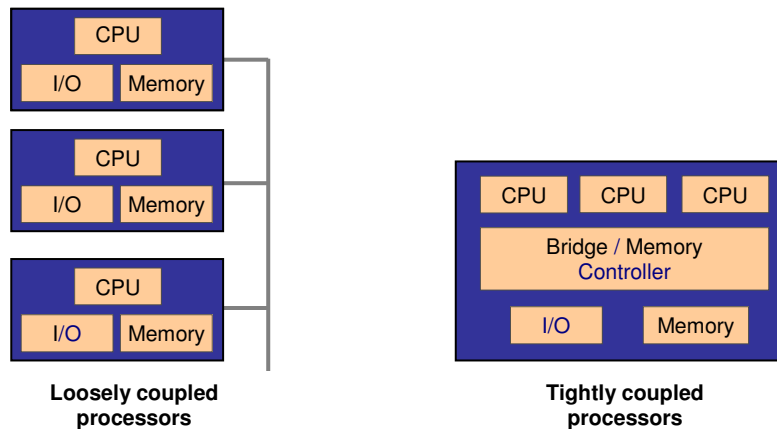 CPU
I/O Memory
CPU
I/O Memory
CPU
I/O Memory
Loosely coupled
processors
CPU CPU CPU
Bridge / Memory
Controller
I/O Memory
Tightly coupled
processors